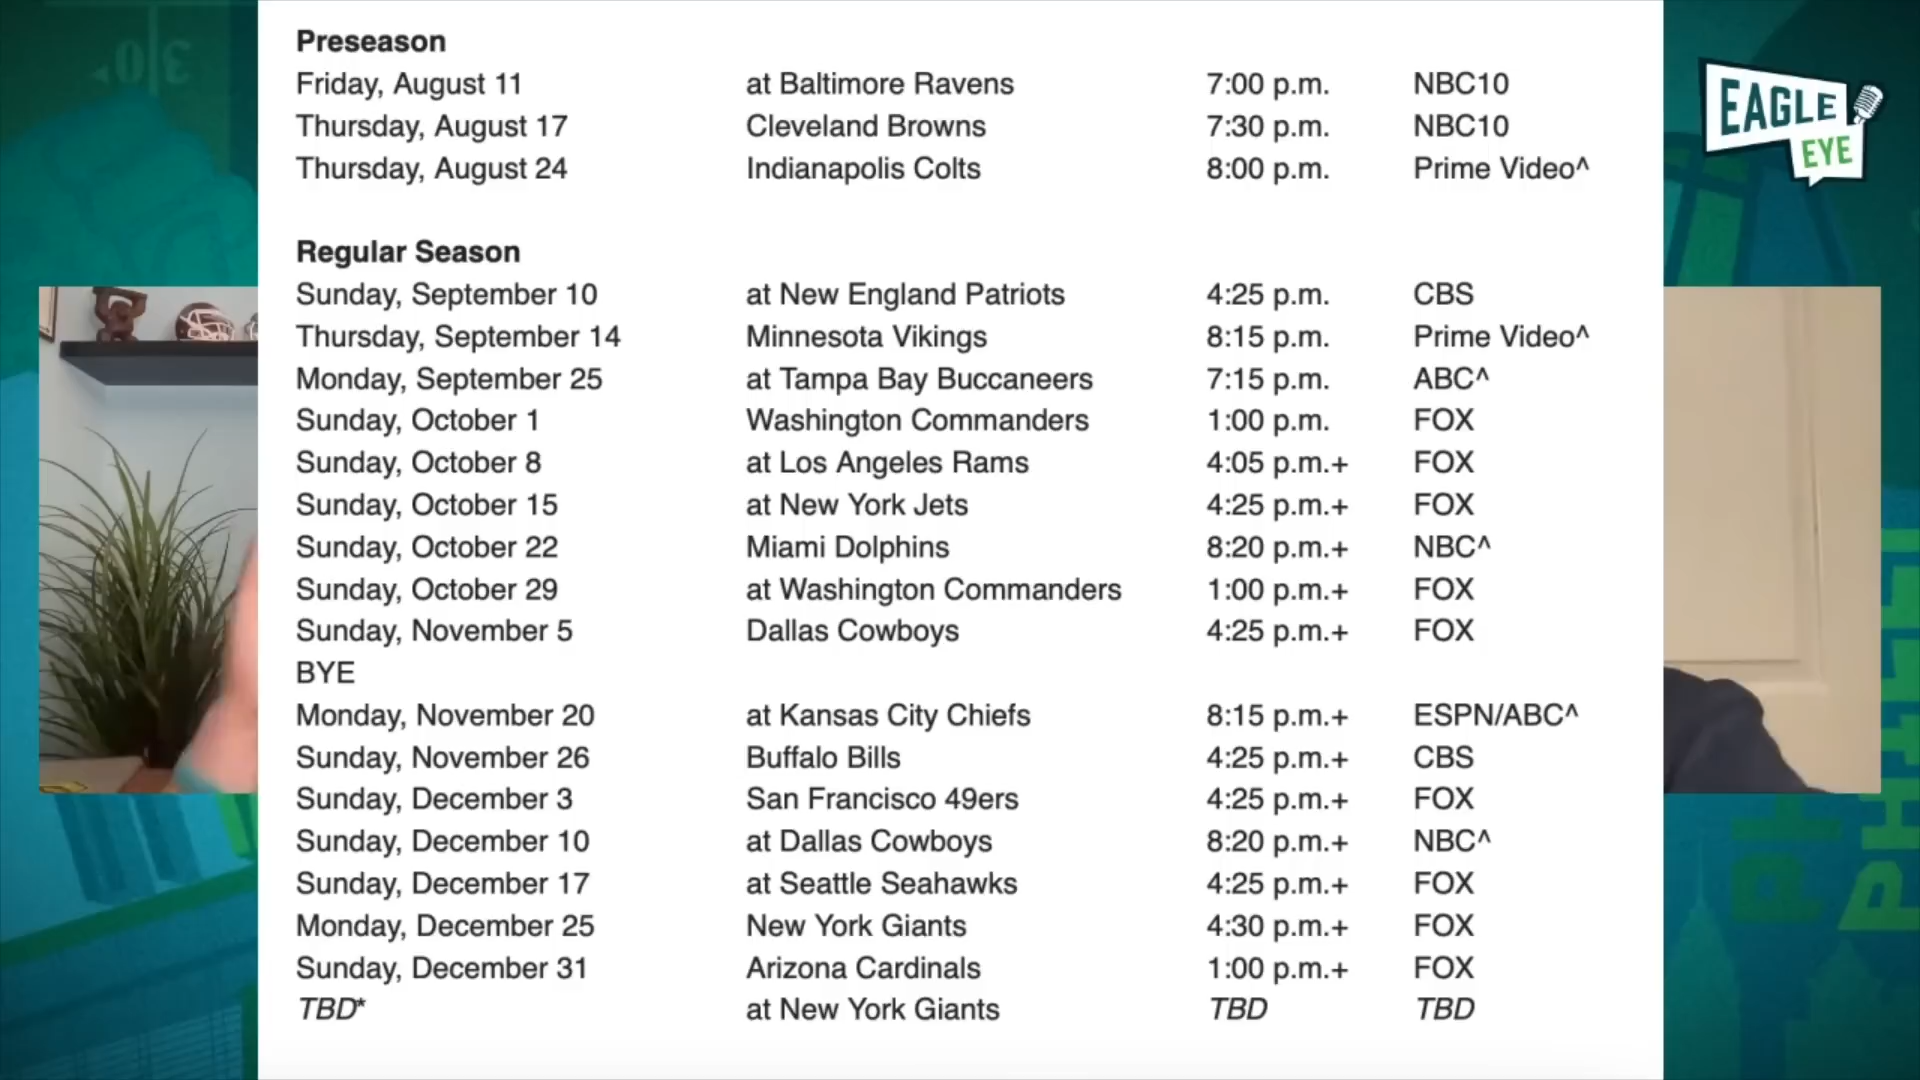 Preseason
Friday, August 11 at Baltimore Ravens 7:00 p.m. NBC10
Thursday, August 17 Cleveland Browns 7:30 p.m. NBC10
Thursday, August 24 Indianapolis Colts 8:00 p.m. Prime Video^
Regular Season
Sunday, September 10 at New England Patriots 4:25 p.m. CBS
Thursday, September 14 Minnesota Vikings 8:15 p.m. Prime Video^
Monday, September 25 at Tampa Bay Buccaneers 7:15 p.m. ABC^
Sunday, October 1 Washington Commanders 1:00 p.m. FOX
Sunday, October 8 at Los Angeles Rams 4:05 p.m.+ FOX
Sunday, October 15 at New York Jets 4:25 p.m.+ FOX
Sunday, October 22 Miami Dolphins 8:20 p.m.+ NBC^
Sunday, October 29 at Washington Commanders 1:00 p.m.+ FOX
Sunday, November 5 Dallas Cowboys 4:25 p.m.+ FOX
BYE
Monday, November 20 at Kansas City Chiefs 8:15 p.m.+ ESPN/ABC^
Sunday, November 26 Buffalo Bills 4:25 p.m.+ CBS
Sunday, December 3 San Francisco 49ers 4:25 p.m.+ FOX
Sunday, December 10 at Dallas Cowboys 8:20 p.m.+ NBC^
Sunday, December 17 at Seattle Seahawks 4:25 p.m.+ FOX
Monday, December 25 New York Giants 4:30 p.m.+ FOX
Sunday, December 31 Arizona Cardinals 1:00 p.m.+ FOX
TBD* at New York Giants TBD TBD
EAGLE
EYE